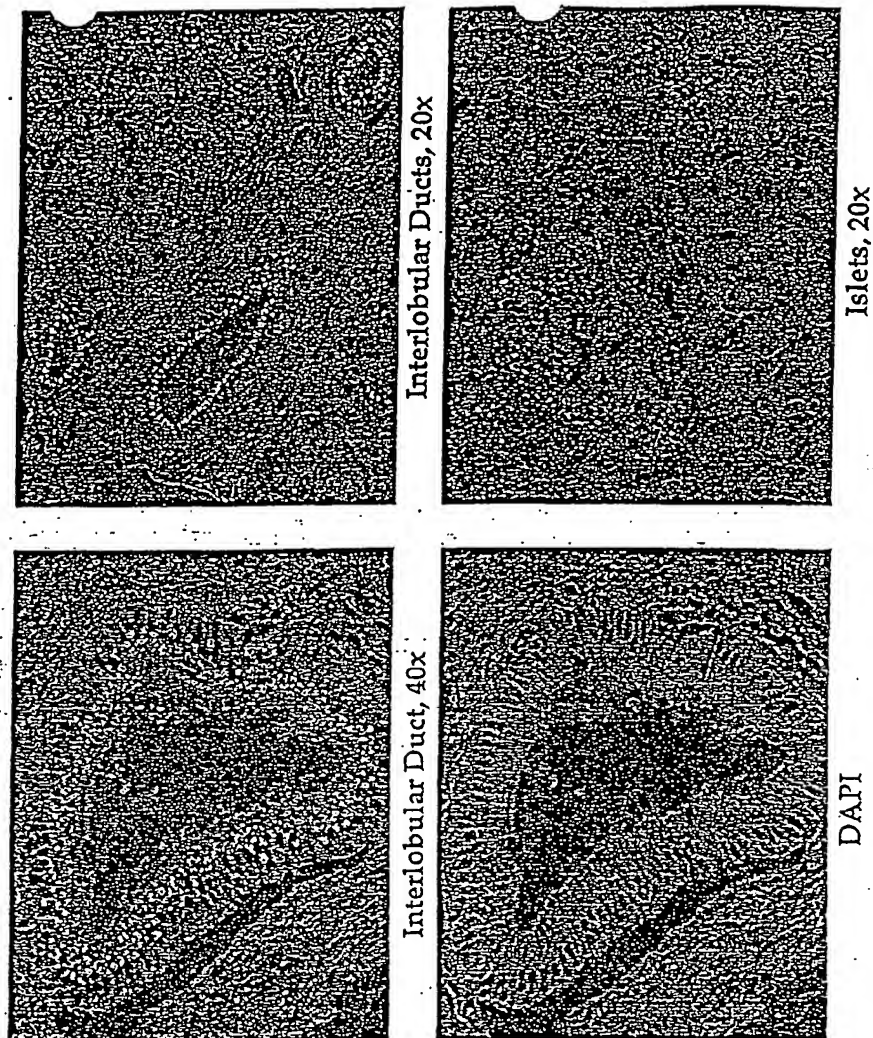 Interlobular Duct, 40x
Interlobular Ducts, 20x
DAPI
Islets, 20x